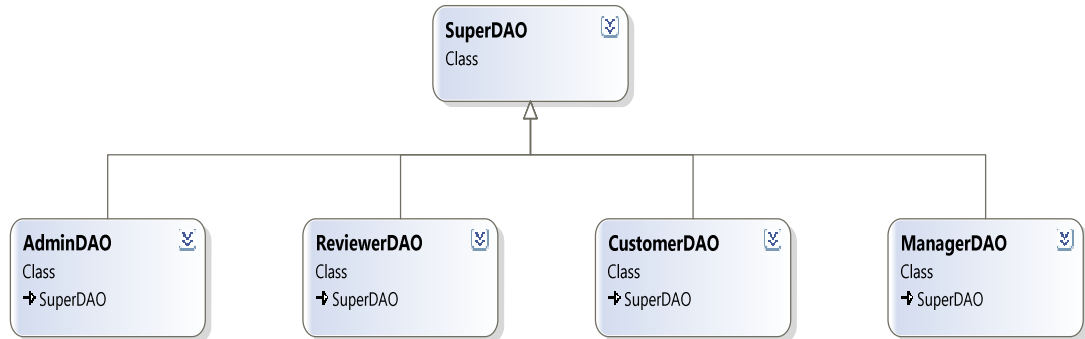 SuperDAO
Class
AdminDAO
Class
SuperDAO
ReviewerDAO
Class
SuperDAO
CustomerDAO
Class
SuperDAO
ManagerDAO
Class
SuperDAO